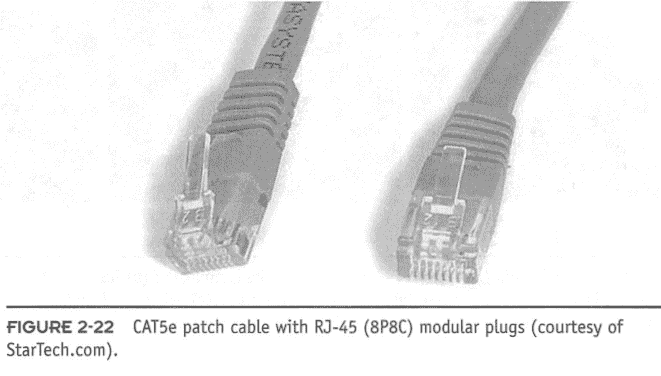 FIGURE 2-22 CAT5e patch cable with RJ-45 (8P8C) modular plugs (courtesy of
StarTech.com).